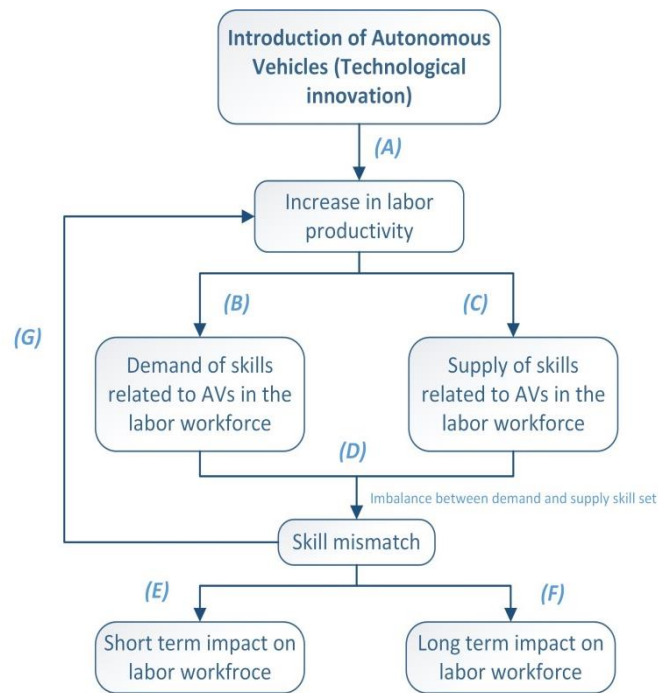 Introduction of Autonomous
Vehicles (Technological
innovation)
(A)
Increase in labor
productivity
(B)
(C)
(G)
Demand of skills
related to AVs in the
labor workforce
Supply of skills
related to AVs in the
labor workforce
(D)
Imbalance between demand and supply skill set
Skill mismatch
(E)
(F)
Short term impact on
labor workfroce
Long term impact on
labor workforce